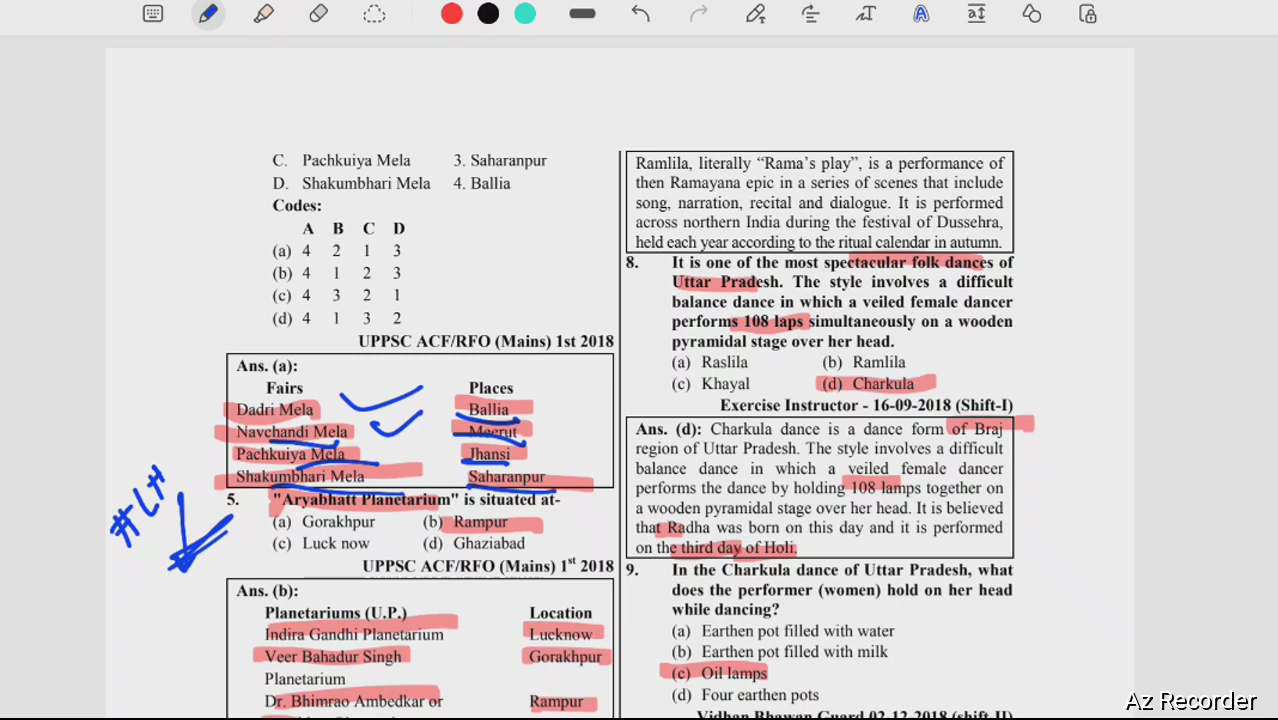 C. Pachkuiya Mela 3. Saharanpur
D. Shakumbhari Mela 4. Ballia
Codes:
A B C D
(a) 4 2 1 3
(b) 4 1 2 3
(c) 4 3 2 1
(d) 4 1 3 2
UPPSC ACF/RFO (Mains) 1st 2018
Ans. (a):
Fairs Places
Dadri Mela Ballia
Navchandi Mela Meerut
Pachkuiya Mela Jhansi
Shakumbhari Mela Saharanpur
5. "Aryabhatt Planetarium" is situated at-
(a) Gorakhpur (b) Rampur
(c) Luck now (d) Ghaziabad
UPPSC ACF/RFO (Mains) 1st 2018
Ans. (b):
Planetariums (U.P.) Location
Indira Gandhi Planetarium Lucknow
Veer Bahadur Singh Gorakhpur
Planetarium
Dr. Bhimrao Ambedkar or Rampur
Ramlila, literally “Rama’s play”, is a performance of
then Ramayana epic in a series of scenes that include
song, narration, recital and dialogue. It is performed
across northern India during the festival of Dussehra,
held each year according to the ritual calendar in autumn.
8. It is one of the most spectacular folk dances of
Uttar Pradesh. The style involves a difficult
balance dance in which a veiled female dancer
performs 108 laps simultaneously on a wooden
pyramidal stage over her head.
(a) Raslila (b) Ramlila
(c) Khayal (d) Charkula
Exercise Instructor - 16-09-2018 (Shift-I)
Ans. (d): Charkula dance is a dance form of Braj
region of Uttar Pradesh. The style involves a difficult
balance dance in which a veiled female dancer
performs the dance by holding 108 lamps together on
a wooden pyramidal stage over her head. It is believed
that Radha was born on this day and it is performed
on the third day of Holi.
9. In the Charkula dance of Uttar Pradesh, what
does the performer (women) hold on her head
while dancing?
(a) Earthen pot filled with water
(b) Earthen pot filled with milk
(c) Oil lamps
(d) Four earthen pots
Vidhan Bhawan Guard 02-12-2018 (shift-II)
Az Recorder